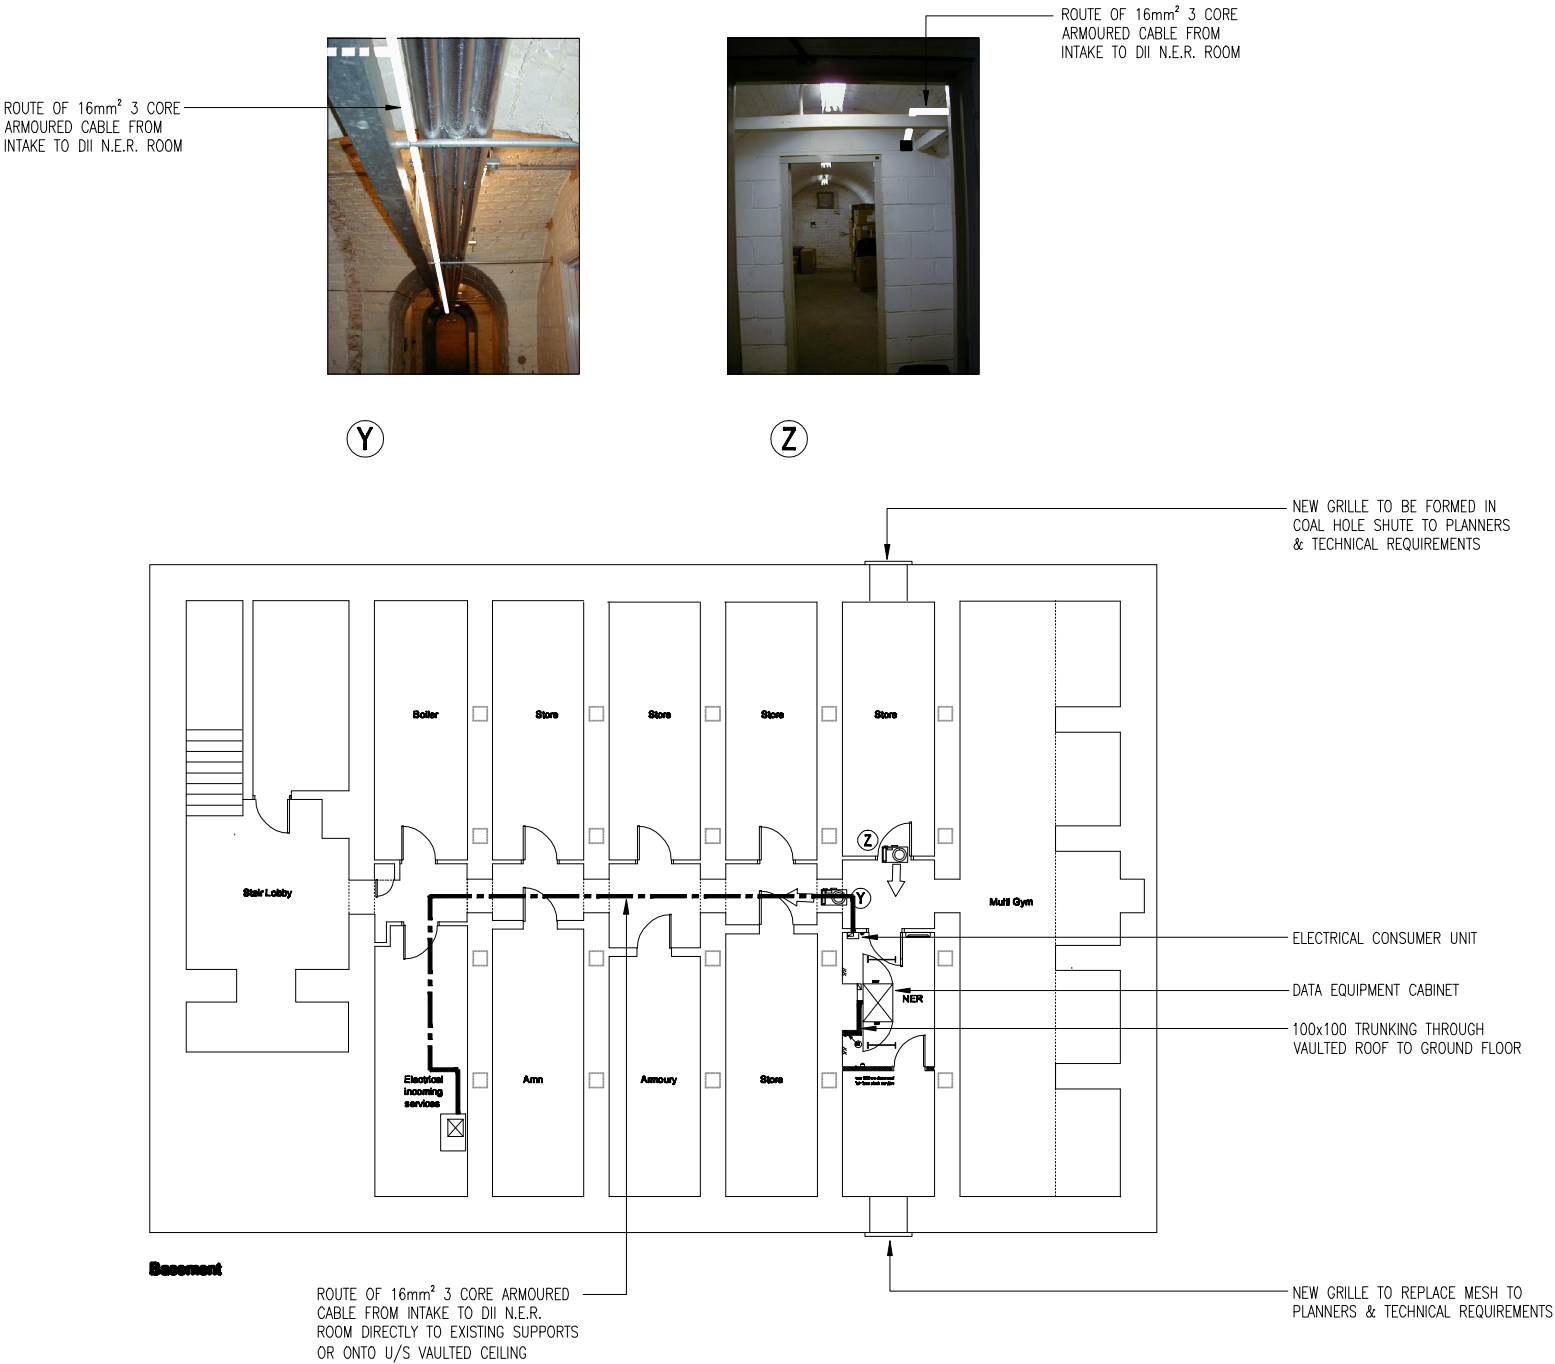 ROUTE OF 16mm² 3 CORE
ARMOURED CABLE FROM
INTAKE TO DII N.E.R. ROOM
ROUTE OF 16mm² 3 CORE
ARMOURED CABLE FROM
INTAKE TO DII N.E.R. ROOM
Y
Z
NEW GRILLE TO BE FORMED IN
COAL HOLE SHUTE TO PLANNERS
& TECHNICAL REQUIREMENTS
Boiler
Store
Store
Store
Store
Z
Stair Lobby
Y
Multi Gym
ELECTRICAL CONSUMER UNIT
DATA EQUIPMENT CABINET
NER
100x100 TRUNKING THROUGH
VAULTED ROOF TO GROUND FLOOR
Electrical
incoming
services
Amn
Armoury
Store
Basement
ROUTE OF 16mm² 3 CORE ARMOURED
CABLE FROM INTAKE TO DII N.E.R.
ROOM DIRECTLY TO EXISTING SUPPORTS
OR ONTO U/S VAULTED CEILING
NEW GRILLE TO REPLACE MESH TO
PLANNERS & TECHNICAL REQUIREMENTS